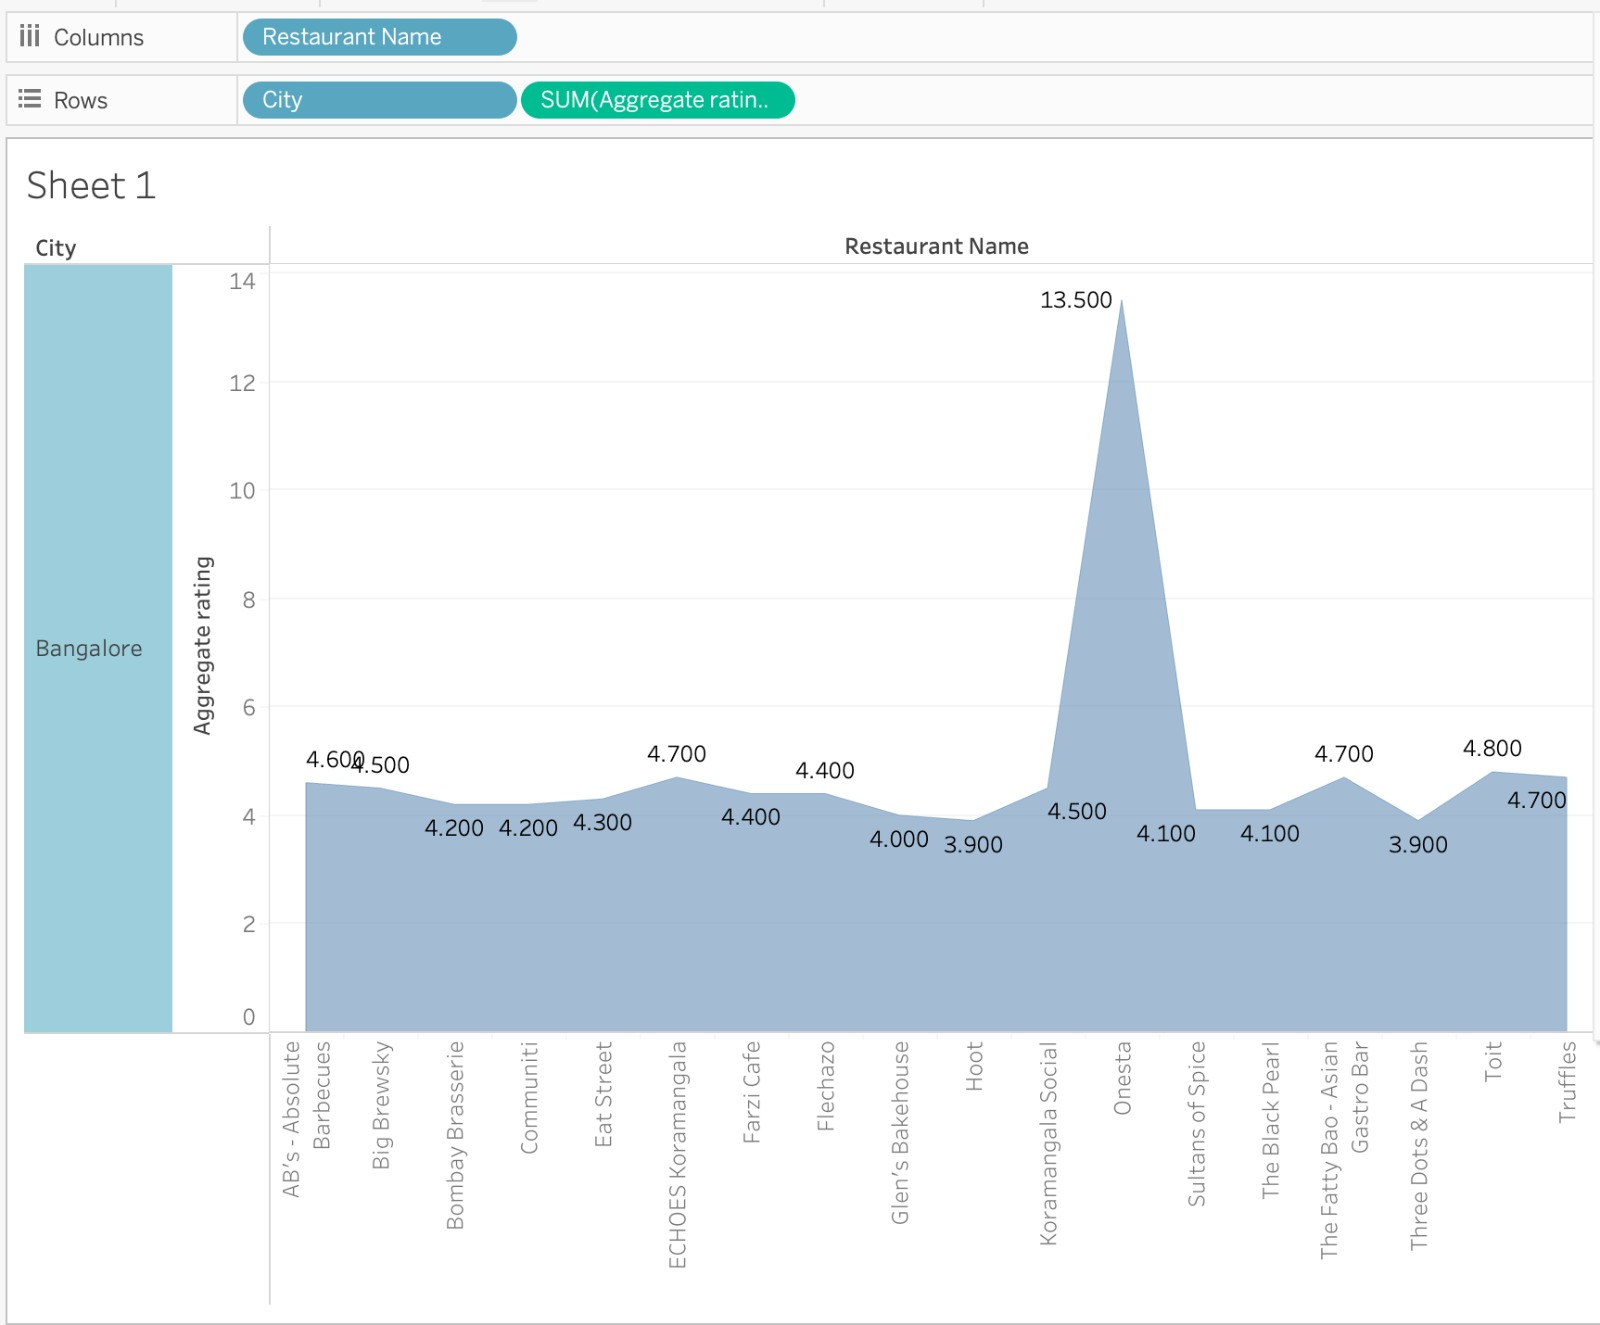 Columns
Restaurant Name
Rows
City
SUM(Aggregate ratin..
Sheet 1
City
Restaurant Name
Bangalore
Aggregate rating
14
12
10
8
6
4
2
0
4.600
4.500
4.200
4.200
4.300
4.700
4.400
4.400
4.000
3.900
4.500
13.500
4.100
4.100
4.700
3.900
4.800
4.700
AB's - Absolute
Barbecues
Big Brewsky
Bombay Brasserie
Communiti
Eat Street
ECHOES Koramangala
Farzi Cafe
Flechazo
Glen's Bakehouse
Hoot
Koramangala Social
Onesta
Sultans of Spice
The Black Pearl
The Fatty Bao - Asian
Gastro Bar
Three Dots & A Dash
Toit
Truffles